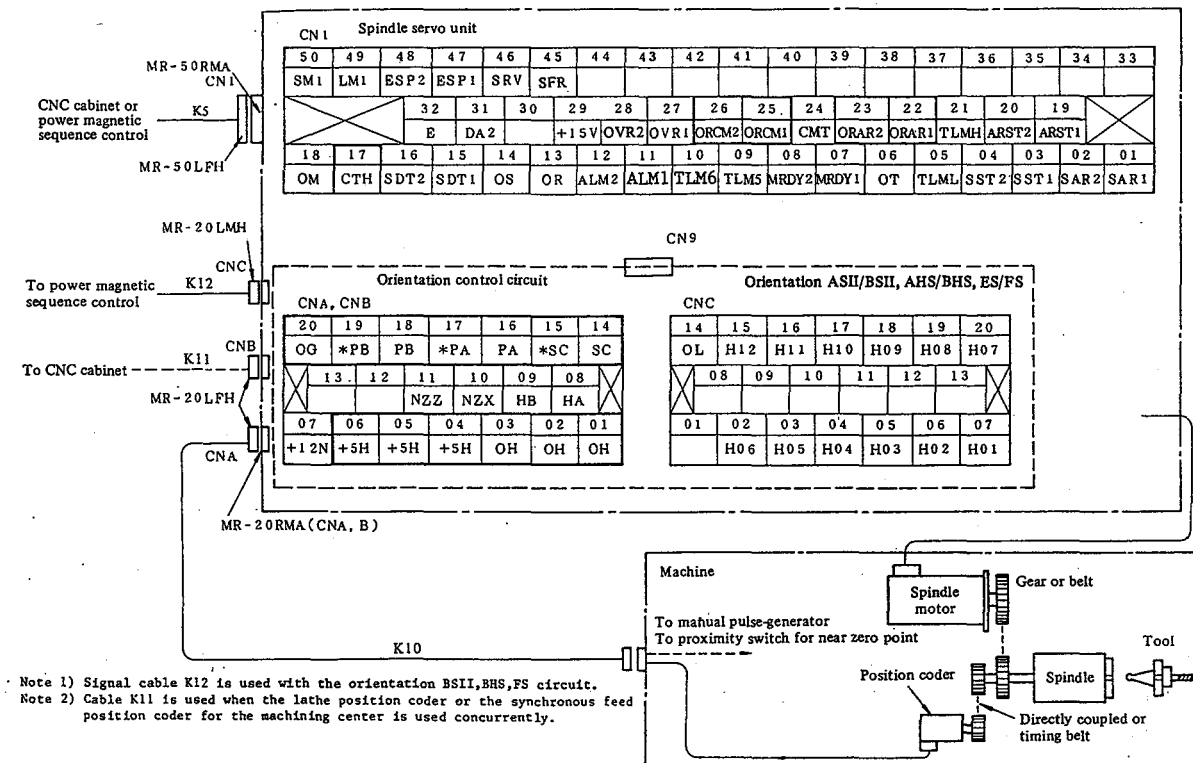 Spindle servo unit
CN1
50 49 48 47 46 45 44 43 42 41 40 39 38 37 36 35 34 33
SM1 LM1 ESP2 ESP1 SRV SFR
32 31 30 29 28 27 26 25 24 23 22 21 20 19
E DA2 +15V OVR2 OVR1 ORCM2 ORCM1 CMT ORAR2 ORAR1 TLMH ARST2 ARST1
18 17 16 15 14 13 12 11 10 09 08 07 06 05 04 03 02 01
OM CTH SDT2 SDT1 OS OR ALM2 ALM1 TLM6 TLM5 MRDY2 MRDY1 OT TLML SST2 SST1 SAR2 SAR1
MR-50RMA
CN1
CNC cabinet or
power magnetic
sequence control
K5
MR-50LFH
MR-20LMH
CNC
To power magnetic
sequence control
K12
CNB
K11
To CNC cabinet
MR-20LFH
CNA
MR-20RMA(CNA, B)
CN9
Orientation control circuit
Orientation ASII/BSII, AHS/BHS, ES/FS
CNA, CNB
20 19 18 17 16 15 14
OG *PB PB *PA PA *SC SC
13 12 11 10 09 08
NZZ NZX HB HA
07 06 05 04 03 02 01
+12N +5H +5H +5H OH OH OH
CNC
14 15 16 17 18 19 20
OL H12 H11 H10 H09 H08 H07
08 09 10 11 12 13
01 02 03 04 05 06 07
H06 H05 H04 H03 H02 H01
Machine
To manual pulse-generator
To proximity switch for near zero point
K10
Spindle
motor
Gear or belt
Tool
Position coder
Spindle
Directly coupled or
timing belt
Note 1) Signal cable K12 is used with the orientation BSII,BHS,FS circuit.
Note 2) Cable K11 is used when the lathe position coder or the synchronous feed
position coder for the machining center is used concurrently.